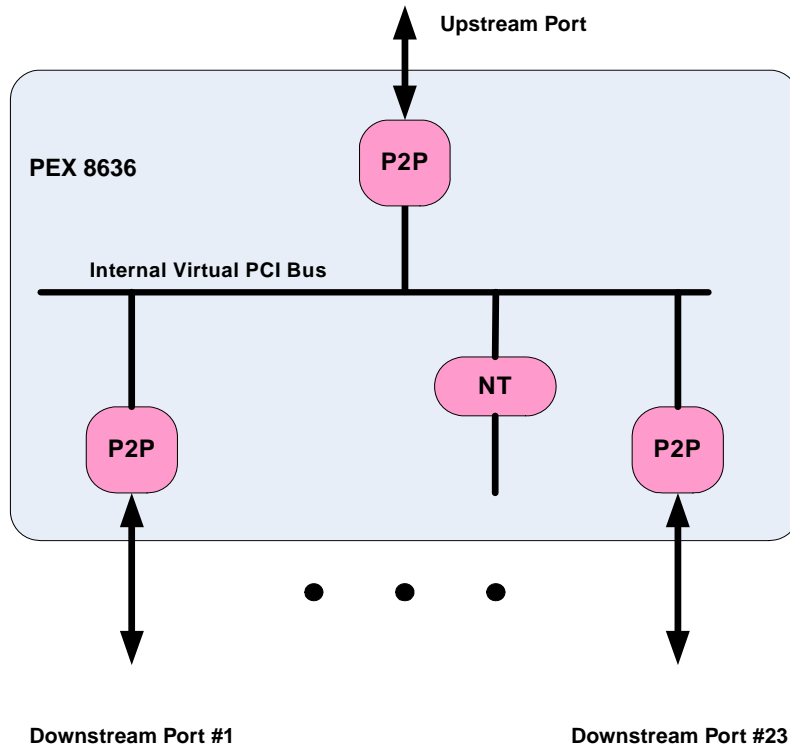 Upstream Port
P2P
PEX 8636
Internal Virtual PCI Bus
NT
P2P
P2P
Downstream Port #1
Downstream Port #23